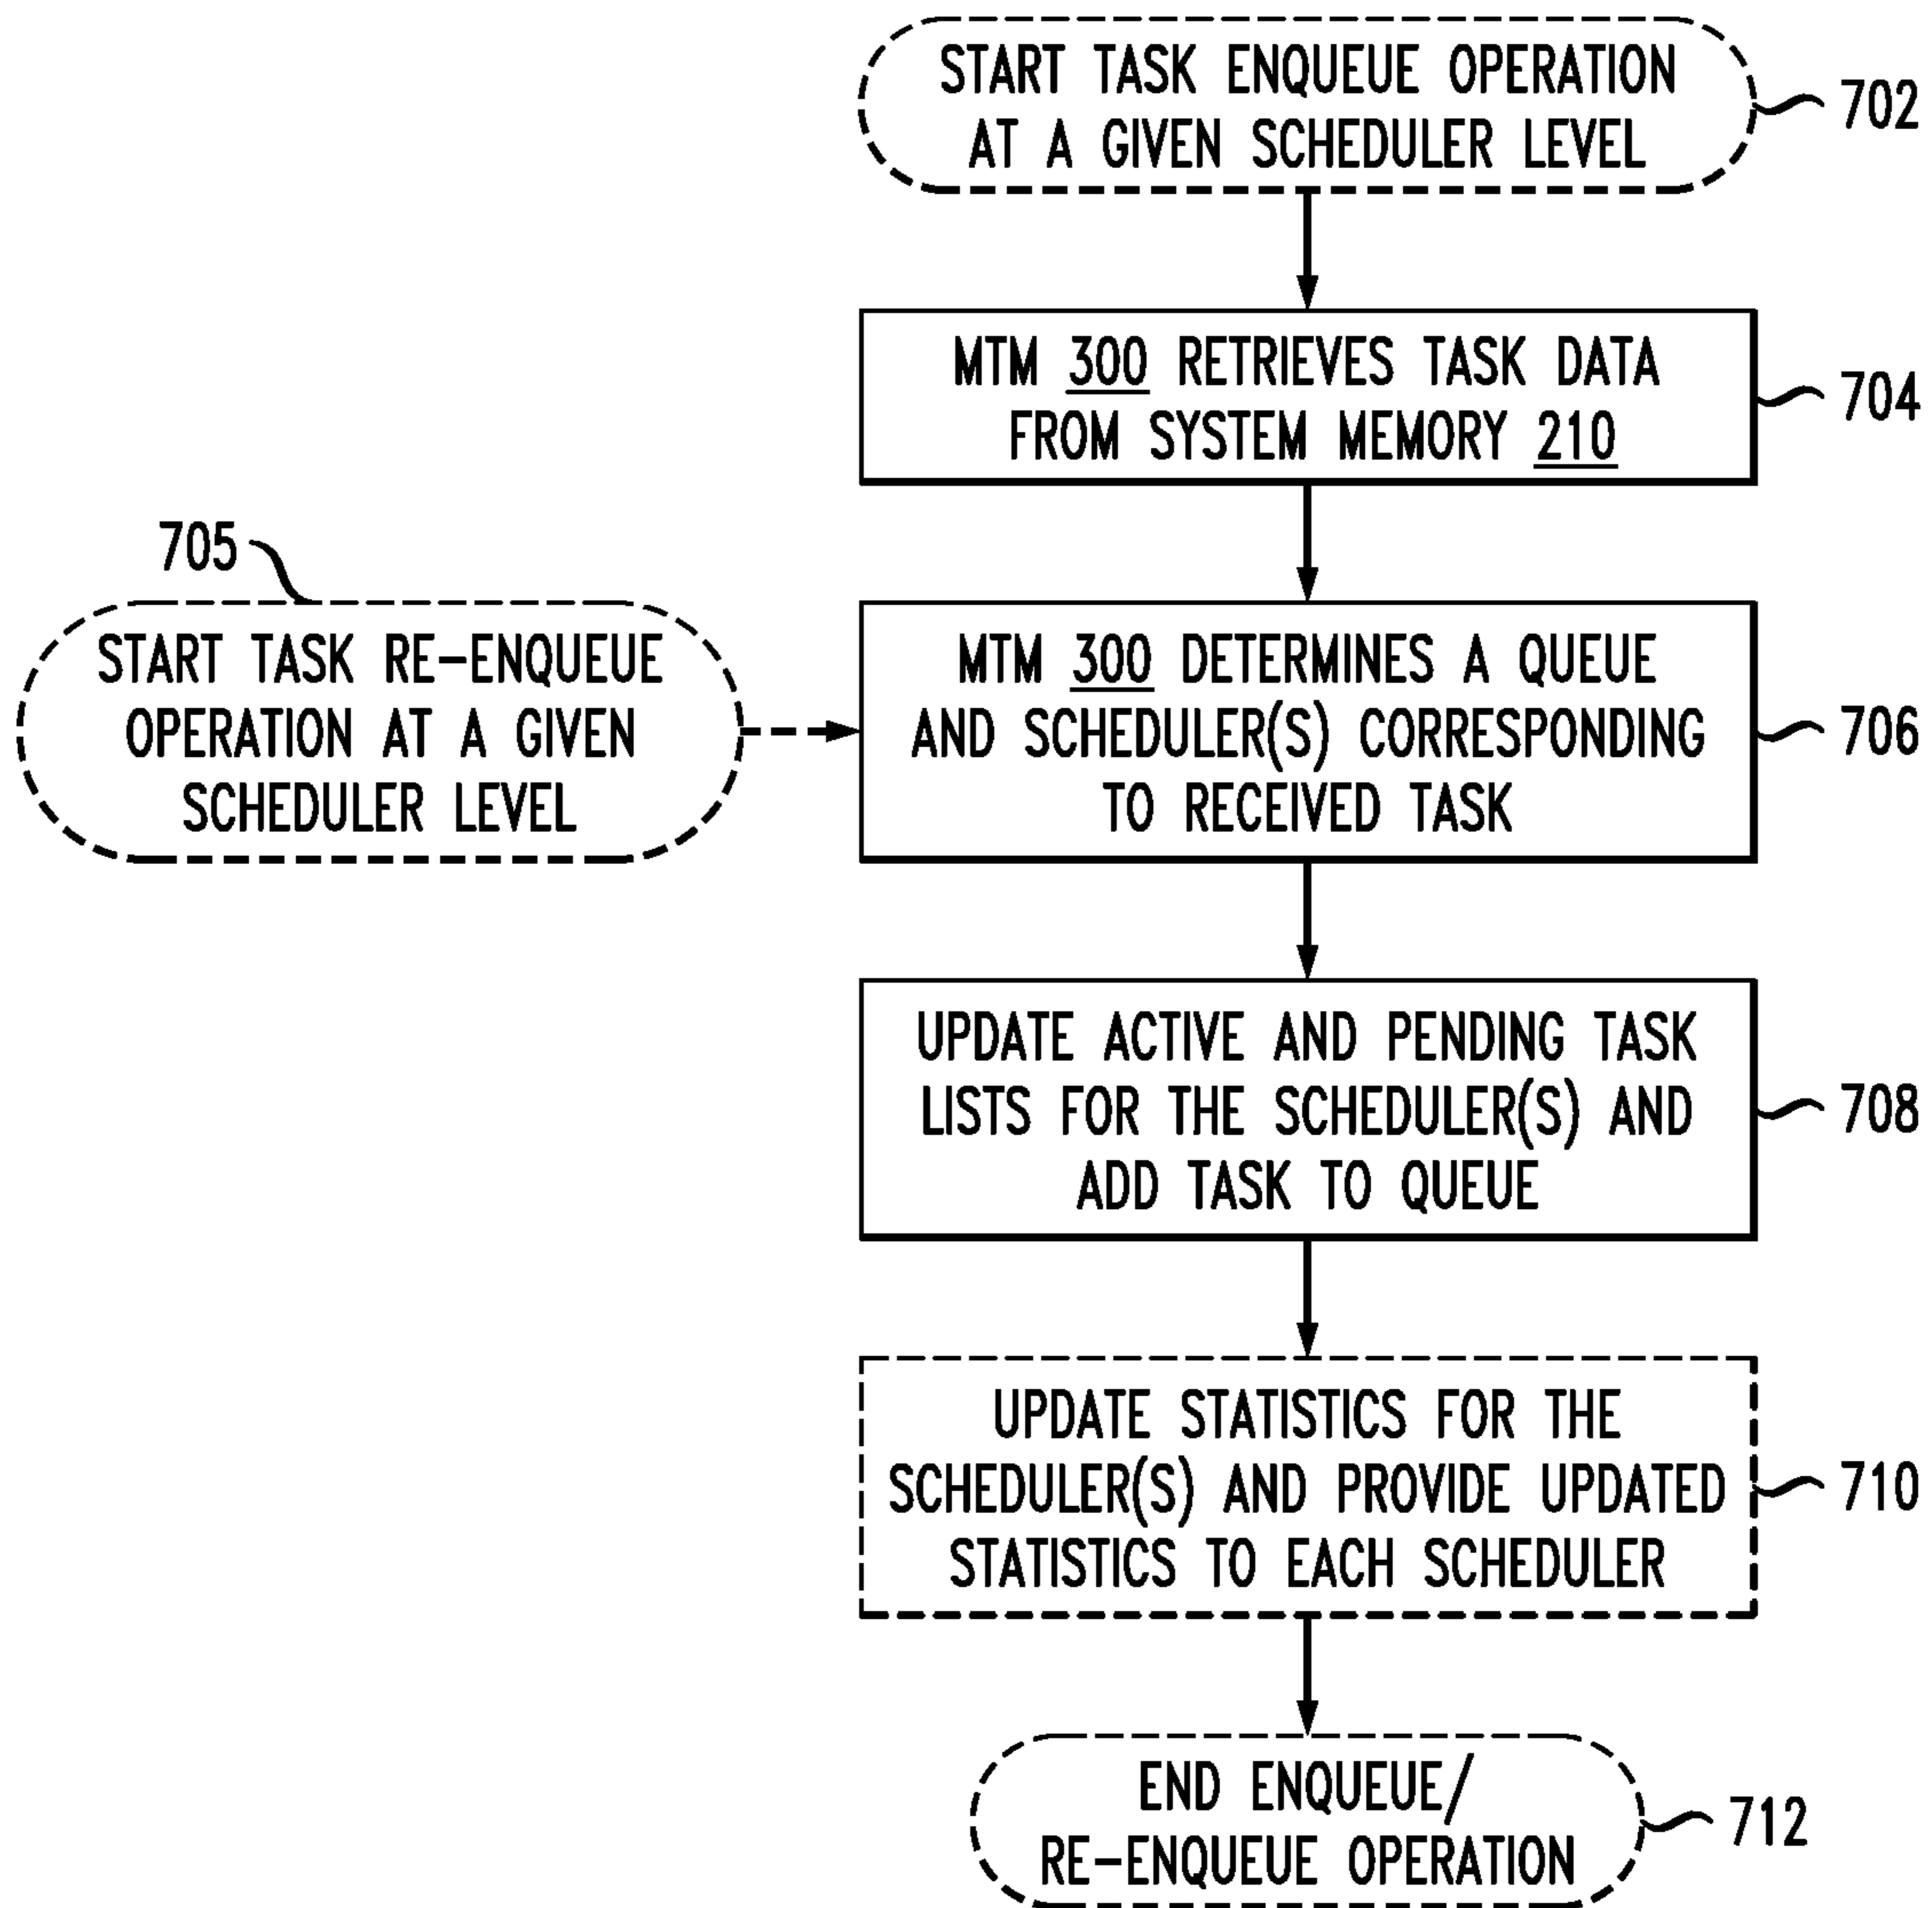 START TASK ENQUEUE OPERATION
AT A GIVEN SCHEDULER LEVEL
702
MTM 300 RETRIEVES TASK DATA
FROM SYSTEM MEMORY 210
704
705
START TASK RE-ENQUEUE
OPERATION AT A GIVEN
SCHEDULER LEVEL
MTM 300 DETERMINES A QUEUE
AND SCHEDULER(S) CORRESPONDING
TO RECEIVED TASK
706
UPDATE ACTIVE AND PENDING TASK
LISTS FOR THE SCHEDULER(S) AND
ADD TASK TO QUEUE
708
UPDATE STATISTICS FOR THE
SCHEDULER(S) AND PROVIDE UPDATED
STATISTICS TO EACH SCHEDULER
710
END ENQUEUE/
RE-ENQUEUE OPERATION
712